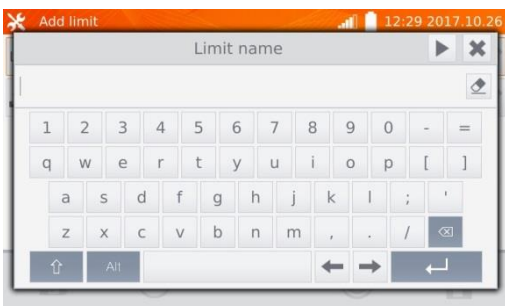 Add limit 12:29 2017.10.26
Limit name
1 2 3 4 5 6 7 8 9 0 - =
q w e r t y u i o p [ ]
a s d f g h j k l ; '
z x c v b n m , . /
Alt